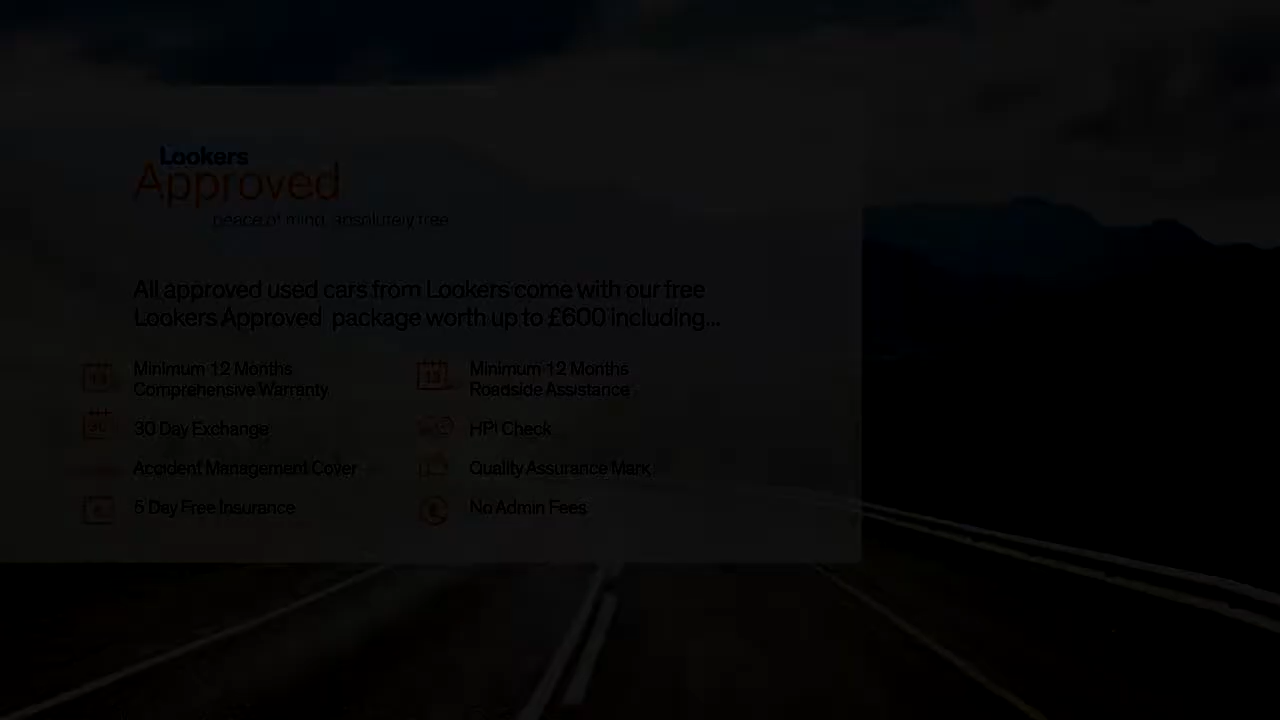 Lookers
Approved
peace of mind, absolutely free
All approved used cars from Lookers come with our free
Lookers Approved package worth up to £600 including...
Minimum 12 Months
Comprehensive Warranty
Minimum 12 Months
Roadside Assistance
30 Day Exchange
HPI Check
Accident Management Cover
Quality Assurance Mark
5 Day Free Insurance
No Admin Fees